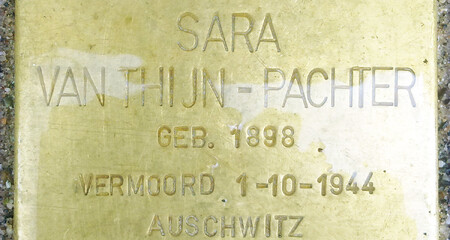 SARA
VAN THIJN - PACHTER
GEB. 1898
VERMOORD 1-10-1944
AUSCHWITZ